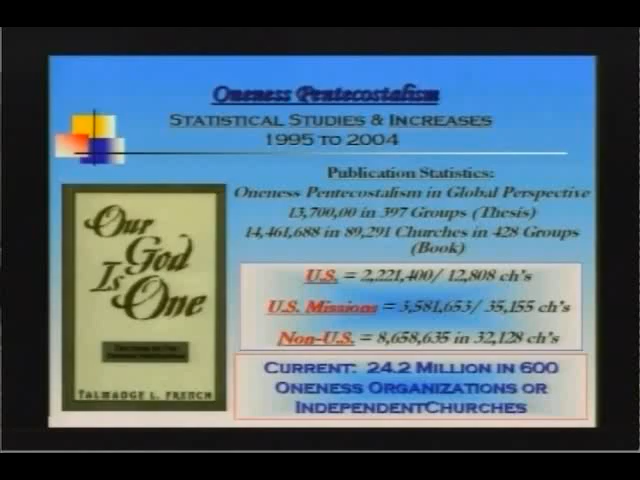 Oneness Pentecostalism
Statistical Studies & Increases
1995 to 2004
Publication Statistics:
Oneness Pentecostalism in Global Perspective
13,700,00 in 397 Groups (Thesis)
14,461,688 in 89,291 Churches in 428 Groups
(Book)
Our
God
Is
One
Talmadge L. French
U.S. = 2,221,400/ 12,808 ch's
U.S. Missions = 3,581,653/ 35,155 ch's
Non-U.S. = 8,658,635 in 32,128 ch's
Current: 24.2 Million in 600
Oneness Organizations or
IndependentChurches